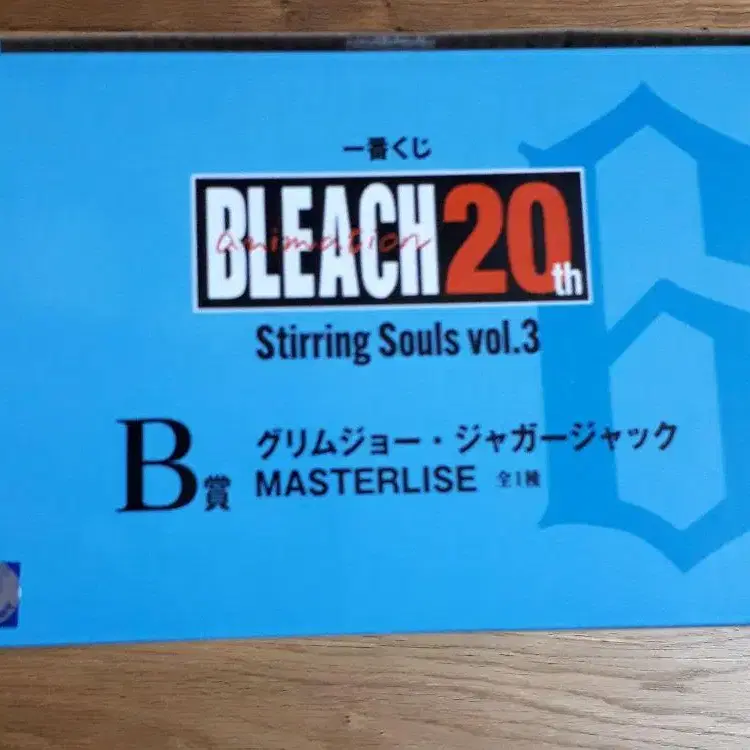 一番くじ
BLEACH 20th
animation
Stirring Souls vol.3
B賞
グリムジョー・ジャガージャック
MASTERLISE 全1種
6